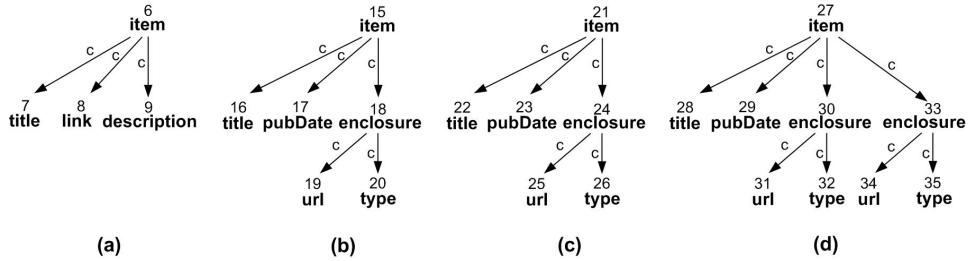 6 15 21 27
item item item item
c c c c c c c c c c c c c
7 8 9 16 17 18 22 23 24 28 29 30 33
title link description title pubDate enclosure title pubDate enclosure title pubDate enclosure enclosure
c c c c c c c c
19 20 25 26 31 32 34 35
url type url type url type url type
(a) (b) (c) (d)